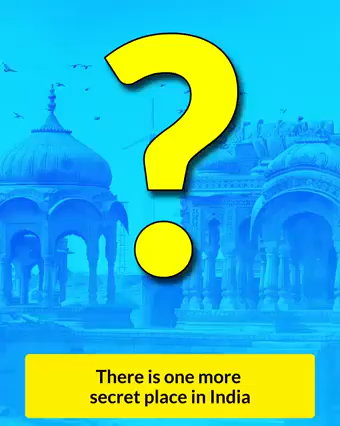 ?
There is one more
secret place in India